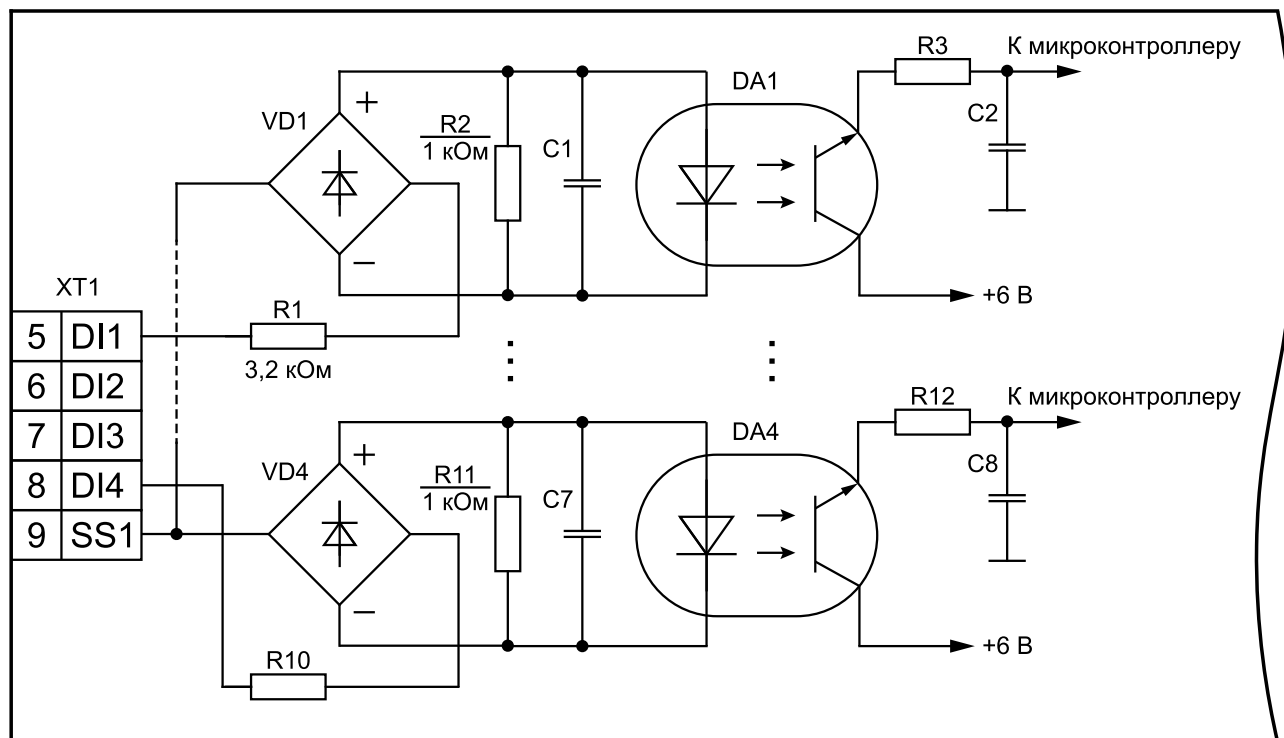 R3
К микроконтроллеру
DA1
VD1
+
R2
1 кОм
C1
C2
−
+6 В
XT1
5 DI1
R1
3,2 кОм
6 DI2
7 DI3
8 DI4
9 SS1
R12
К микроконтроллеру
DA4
VD4
+
R11
1 кОм
C7
C8
−
+6 В
R10